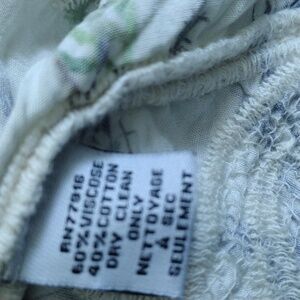 RN77916
60%VISCOSE
40%COTTON
DRY CLEAN
ONLY
NETTOYAGE
À SEC
SEULEMENT